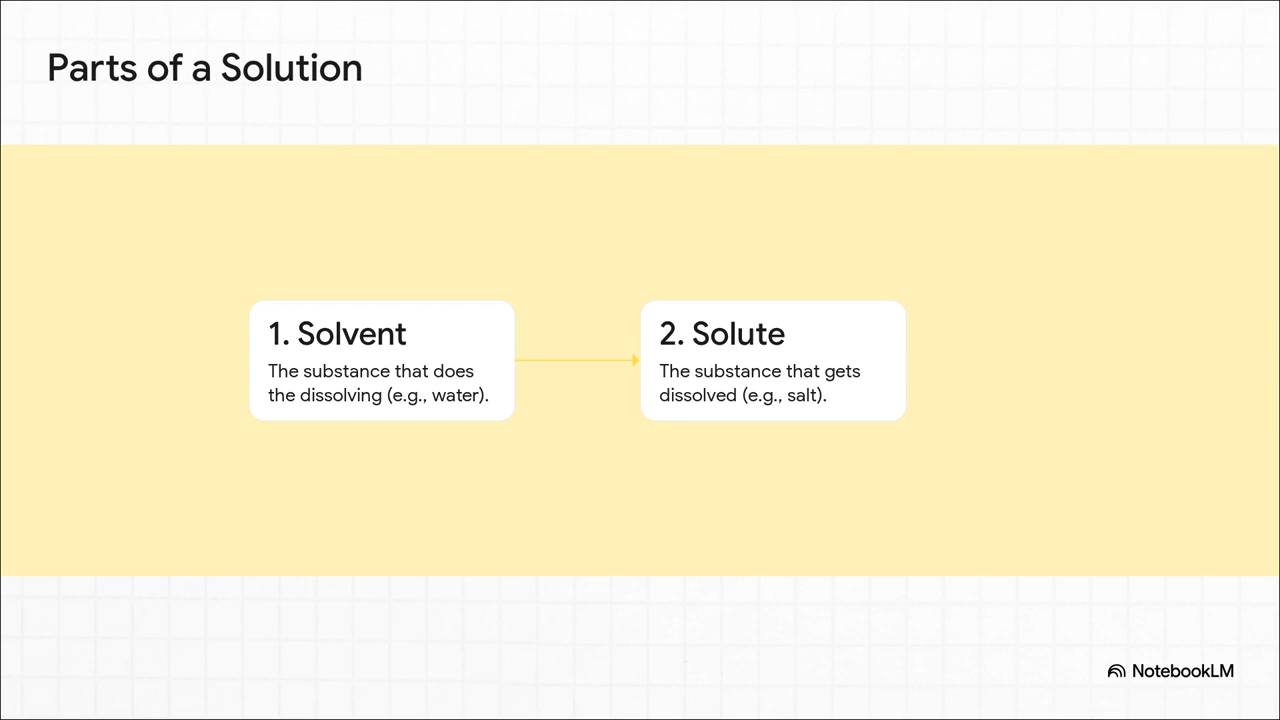 Parts of a Solution
1. Solvent
The substance that does
the dissolving (e.g., water).
2. Solute
The substance that gets
dissolved (e.g., salt).
NotebookLM